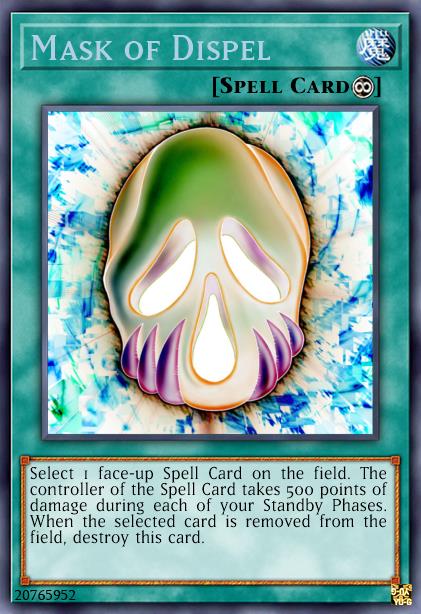 Mask of Dispel
魔
[Spell Card♾]
Select 1 face-up Spell Card on the field. The
controller of the Spell Card takes 500 points of
damage during each of your Standby Phases.
When the selected card is removed from the
field, destroy this card.
20765952